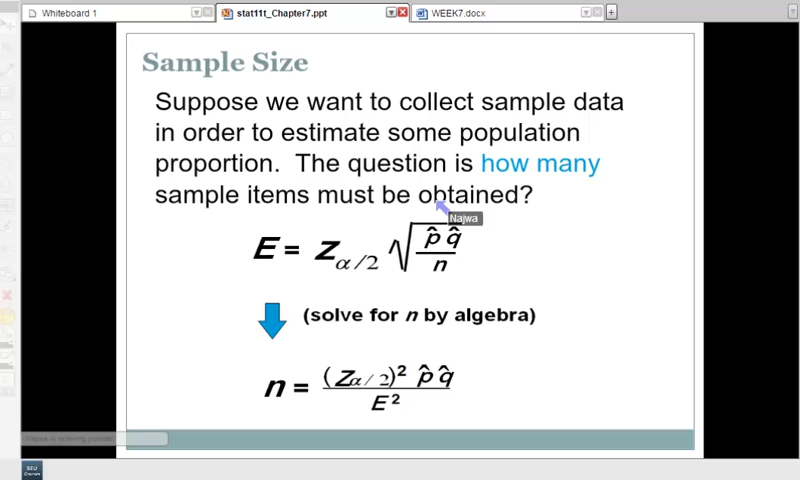 Whiteboard 1
stat11t_Chapter7.ppt
WEEK7.docx
Sample Size
Suppose we want to collect sample data
in order to estimate some population
proportion. The question is how many
sample items must be obtained?
Najwa
E = z α/2 √ p̂ q̂
n
(solve for n by algebra)
n = (Zα/2)² p̂ q̂
E²
SEU